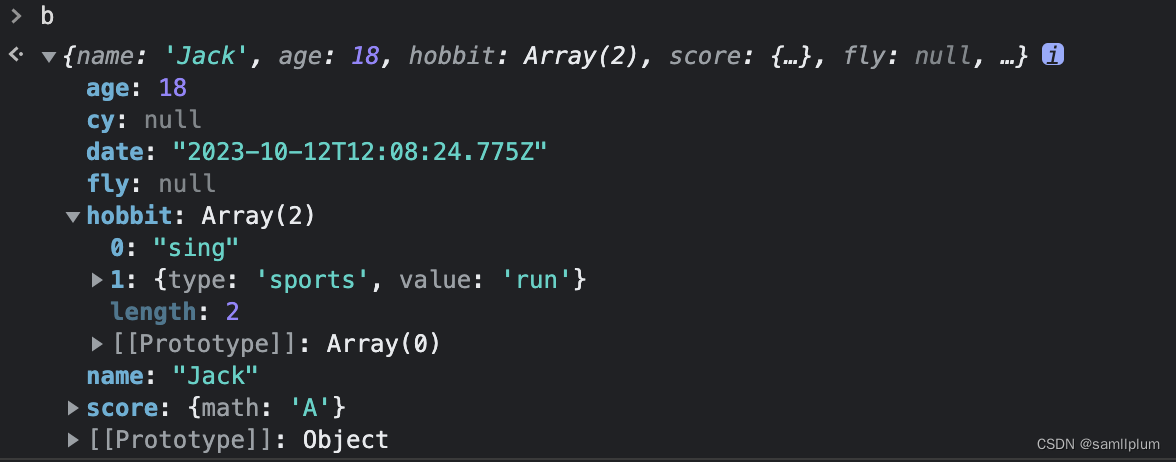 > b
{name: 'Jack', age: 18, hobbit: Array(2), score: {…}, fly: null, …} i
age: 18
cy: null
date: "2023-10-12T12:08:24.775Z"
fly: null
hobbit: Array(2)
0: "sing"
1: {type: 'sports', value: 'run'}
length: 2
[[Prototype]]: Array(0)
name: "Jack"
score: {math: 'A'}
[[Prototype]]: Object
CSDN @samllplum